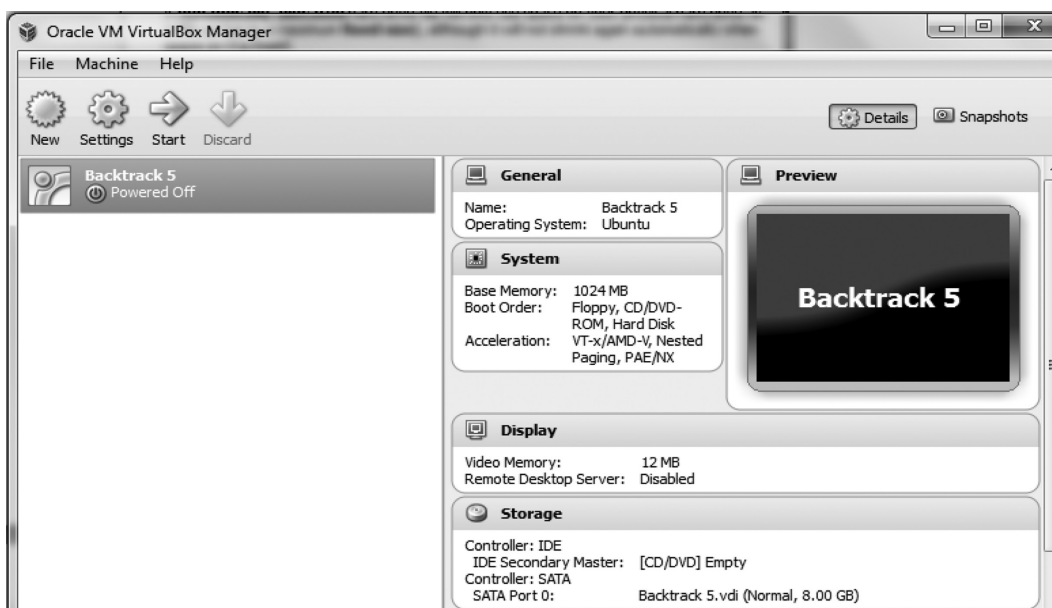 Oracle VM VirtualBox Manager
File Machine Help
New Settings Start Discard
Details Snapshots
Backtrack 5
Powered Off
General
Name: Backtrack 5
Operating System: Ubuntu
System
Base Memory: 1024 MB
Boot Order: Floppy, CD/DVD-
ROM, Hard Disk
Acceleration: VT-x/AMD-V, Nested
Paging, PAE/NX
Preview
Backtrack 5
Display
Video Memory: 12 MB
Remote Desktop Server: Disabled
Storage
Controller: IDE
IDE Secondary Master: [CD/DVD] Empty
Controller: SATA
SATA Port 0: Backtrack 5.vdi (Normal, 8.00 GB)